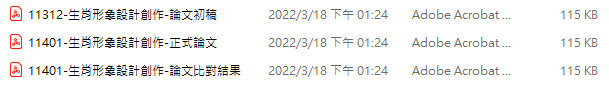 11312-生肖形象設計創作-論文初稿 2022/3/18 下午 01:24 Adobe Acrobat ... 115 KB
11401-生肖形象設計創作-正式論文 2022/3/18 下午 01:24 Adobe Acrobat ... 115 KB
11401-生肖形象設計創作-論文比對結果 2022/3/18 下午 01:24 Adobe Acrobat ... 115 KB